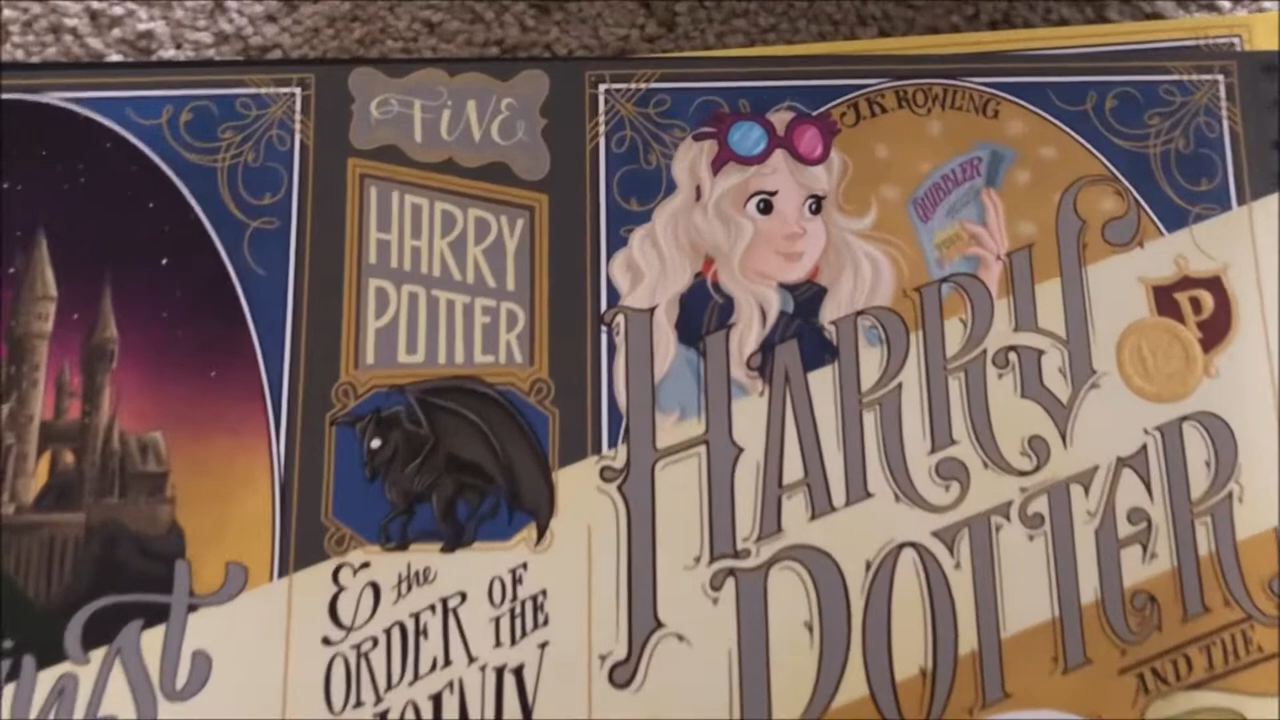 FiVE
HARRY
POTTER
& the
ORDER OF
THE
J.K. ROWLING
QUIBBLER
HARRY
P
POTTER
AND THE